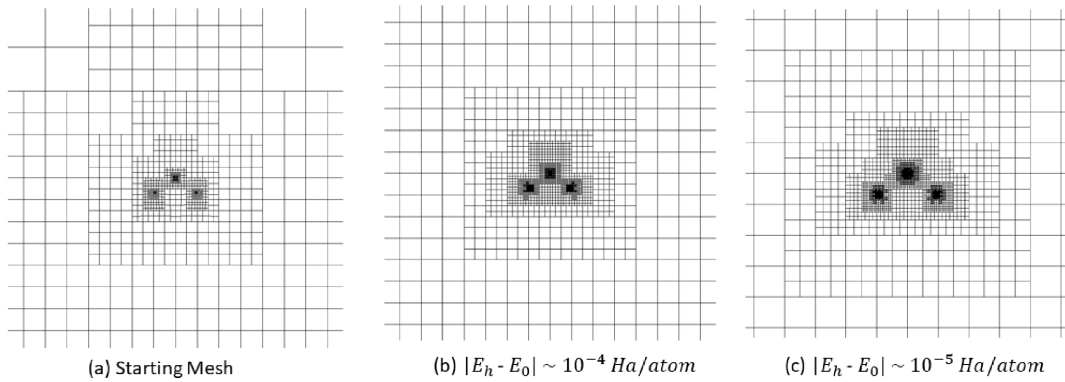 (a) Starting Mesh
(b) |E_h - E_0| ~ 10^{-4} Ha/atom
(c) |E_h - E_0| ~ 10^{-5} Ha/atom